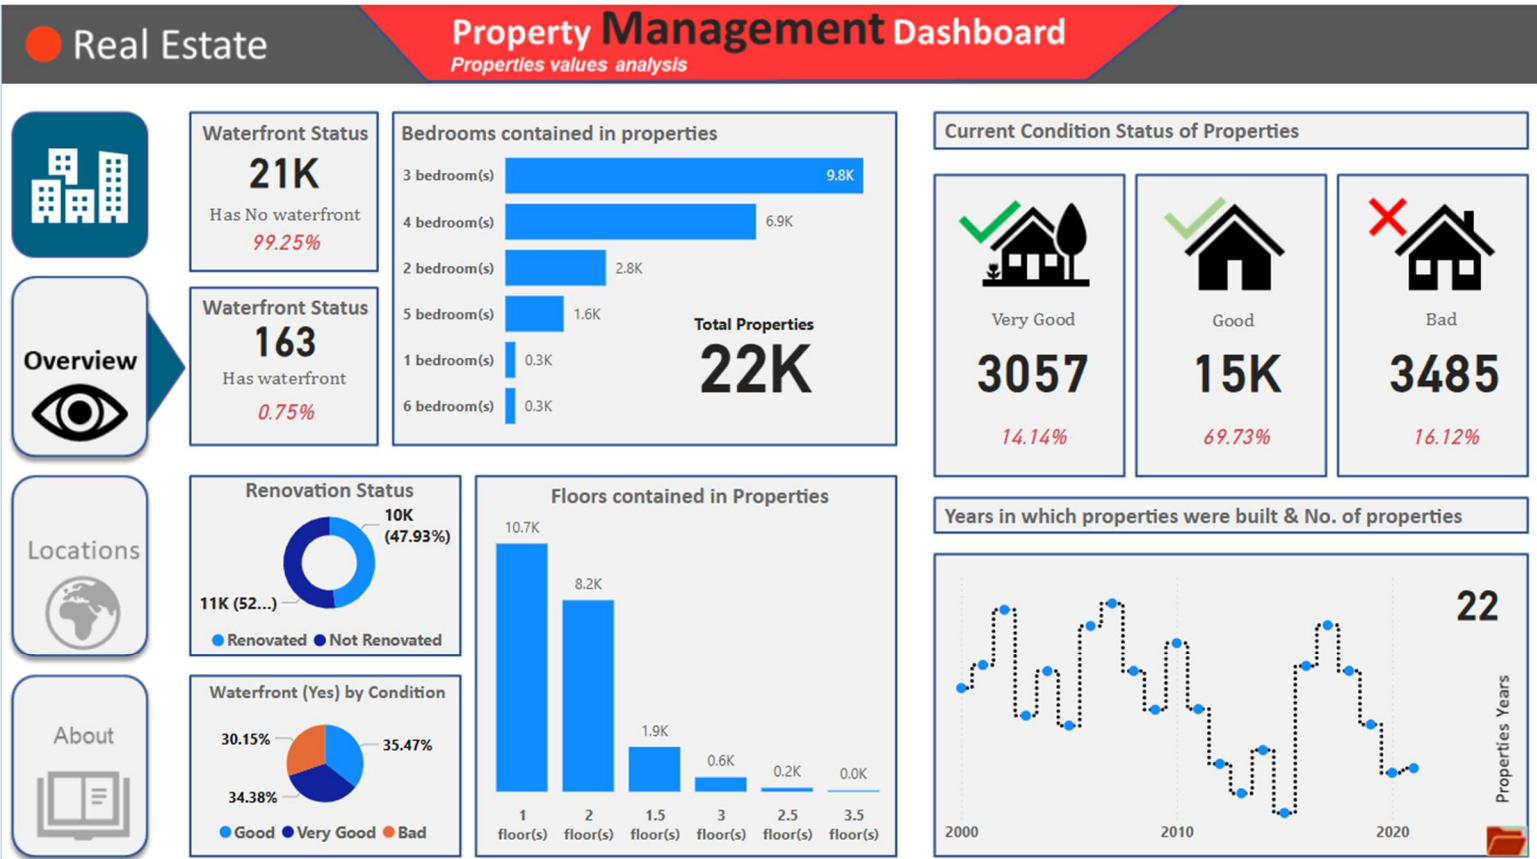 Real Estate
Property Management Dashboard
Properties values analysis
Overview
Locations
About
Waterfront Status
21K
Has No waterfront
99.25%
Waterfront Status
163
Has waterfront
0.75%
Bedrooms contained in properties
3 bedroom(s) 9.8K
4 bedroom(s) 6.9K
2 bedroom(s) 2.8K
5 bedroom(s) 1.6K
1 bedroom(s) 0.3K
6 bedroom(s) 0.3K
Total Properties
22K
Current Condition Status of Properties
Very Good
3057
14.14%
Good
15K
69.73%
Bad
3485
16.12%
Renovation Status
10K
(47.93%)
11K (52...)
Renovated Not Renovated
Waterfront (Yes) by Condition
30.15%
35.47%
34.38%
Good Very Good Bad
Floors contained in Properties
10.7K
8.2K
1.9K
0.6K
0.2K
0.0K
1 2 1.5 3 2.5 3.5
floor(s) floor(s) floor(s) floor(s) floor(s) floor(s)
Years in which properties were built & No. of properties
22
Properties Years
2000 2010 2020